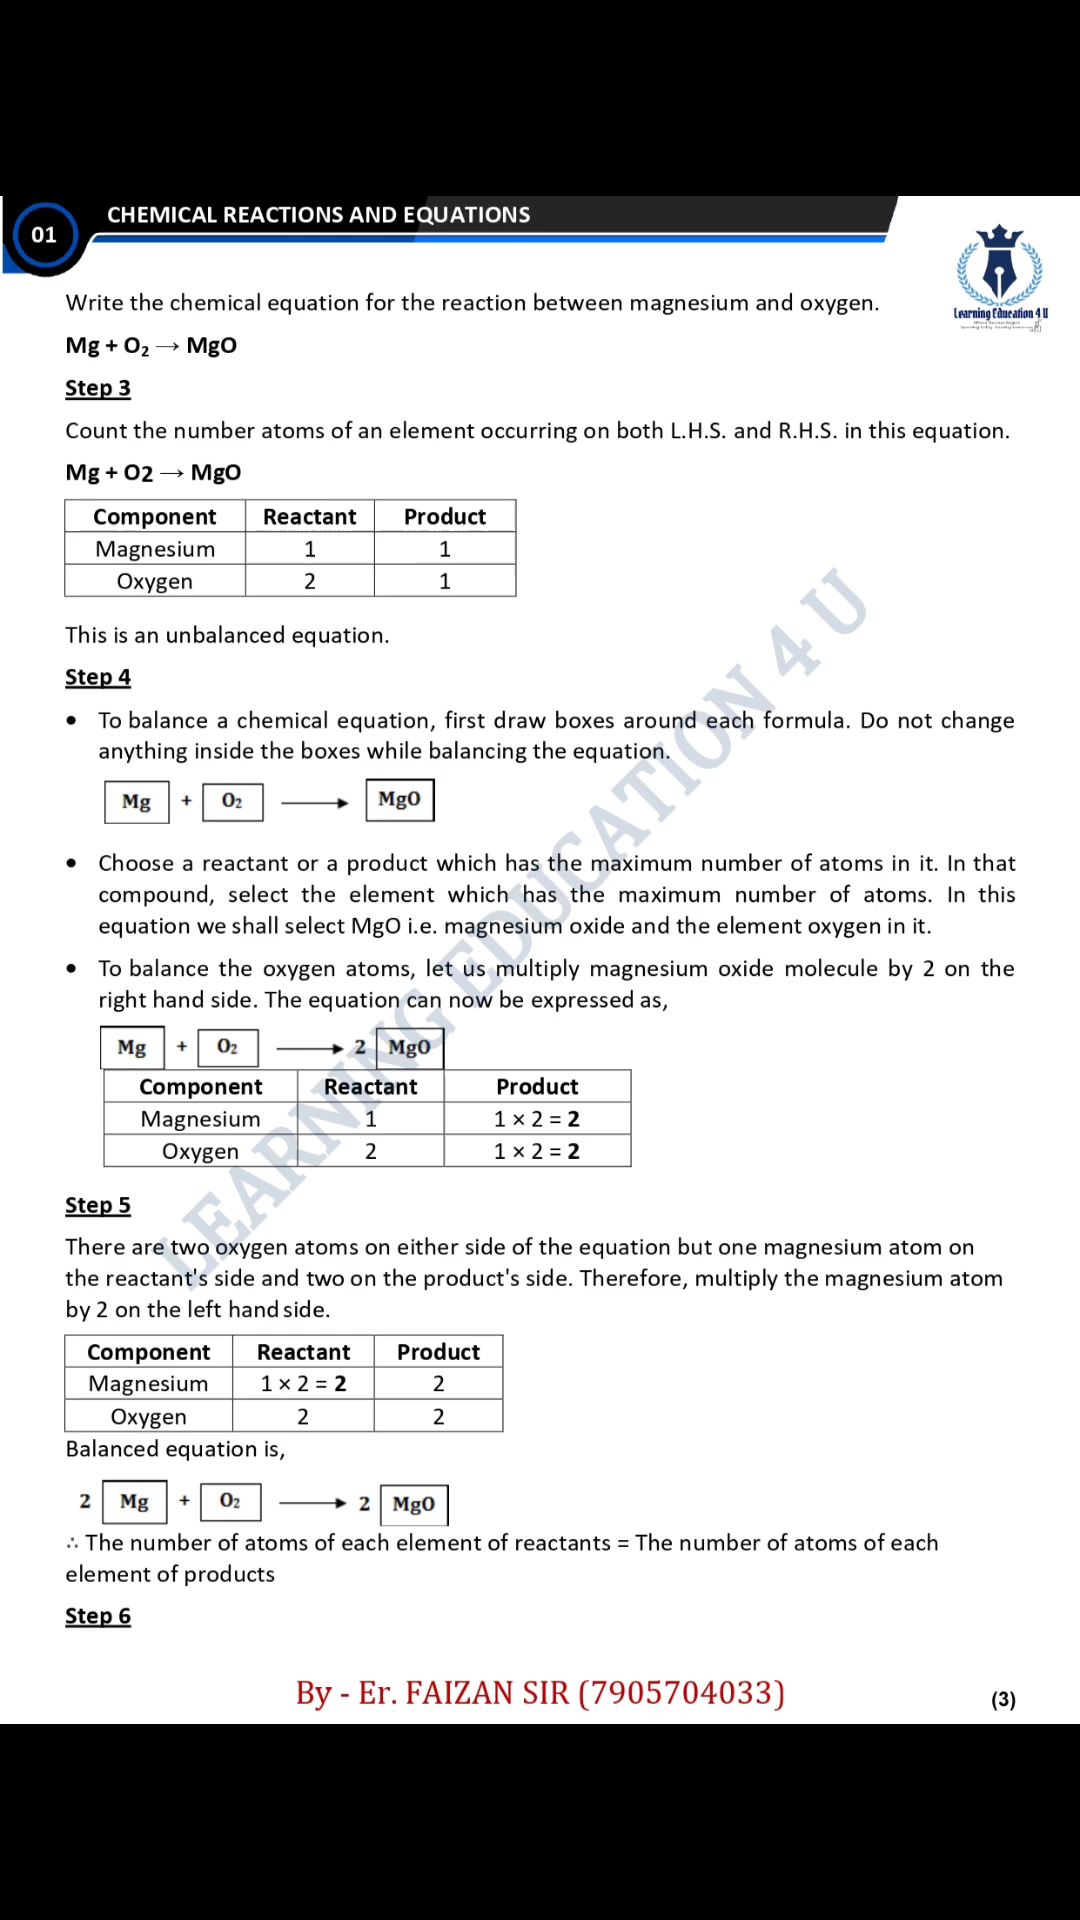 01
CHEMICAL REACTIONS AND EQUATIONS
Learning Education 4 U
Write the chemical equation for the reaction between magnesium and oxygen.
Mg + O₂ → MgO
Step 3
Count the number atoms of an element occurring on both L.H.S. and R.H.S. in this equation.
Mg + O2 → MgO
Component Reactant Product
Magnesium 1 1
Oxygen 2 1
This is an unbalanced equation.
Step 4
• To balance a chemical equation, first draw boxes around each formula. Do not change
anything inside the boxes while balancing the equation.
Mg + O₂ → MgO
• Choose a reactant or a product which has the maximum number of atoms in it. In that
compound, select the element which has the maximum number of atoms. In this
equation we shall select MgO i.e. magnesium oxide and the element oxygen in it.
• To balance the oxygen atoms, let us multiply magnesium oxide molecule by 2 on the
right hand side. The equation can now be expressed as,
Mg + O₂ → 2 MgO
Component Reactant Product
Magnesium 1 1 × 2 = 2
Oxygen 2 1 × 2 = 2
Step 5
There are two oxygen atoms on either side of the equation but one magnesium atom on
the reactant's side and two on the product's side. Therefore, multiply the magnesium atom
by 2 on the left hand side.
Component Reactant Product
Magnesium 1 × 2 = 2 2
Oxygen 2 2
Balanced equation is,
2 Mg + O₂ → 2 MgO
∴ The number of atoms of each element of reactants = The number of atoms of each
element of products
Step 6
LEARNING EDUCATION 4 U
By - Er. FAIZAN SIR (7905704033)
(3)